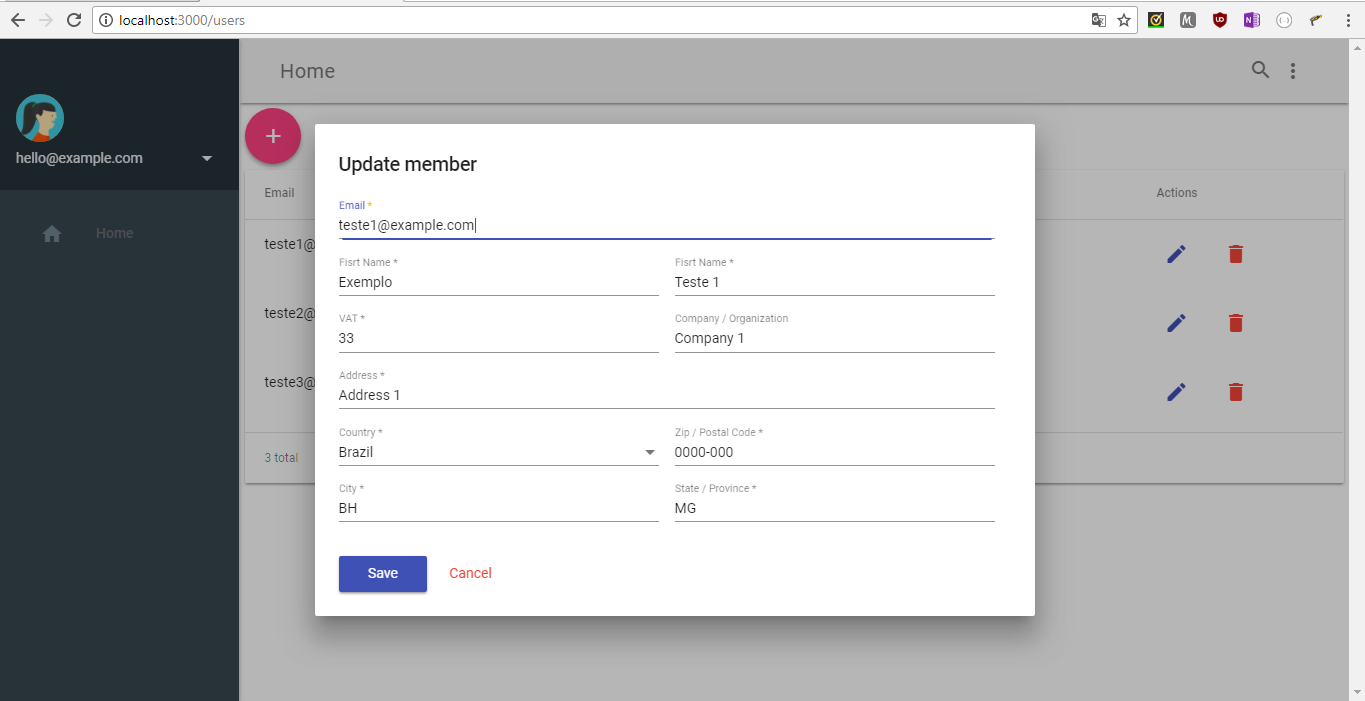 localhost:3000/users
Home
hello@example.com
Home
+
Email
Actions
teste1@
teste2@
teste3@
3 total
Update member
Email *
teste1@example.com
Fisrt Name * Fisrt Name *
Exemplo Teste 1
VAT * Company / Organization
33 Company 1
Address *
Address 1
Country * Zip / Postal Code *
Brazil 0000-000
City * State / Province *
BH MG
Save Cancel